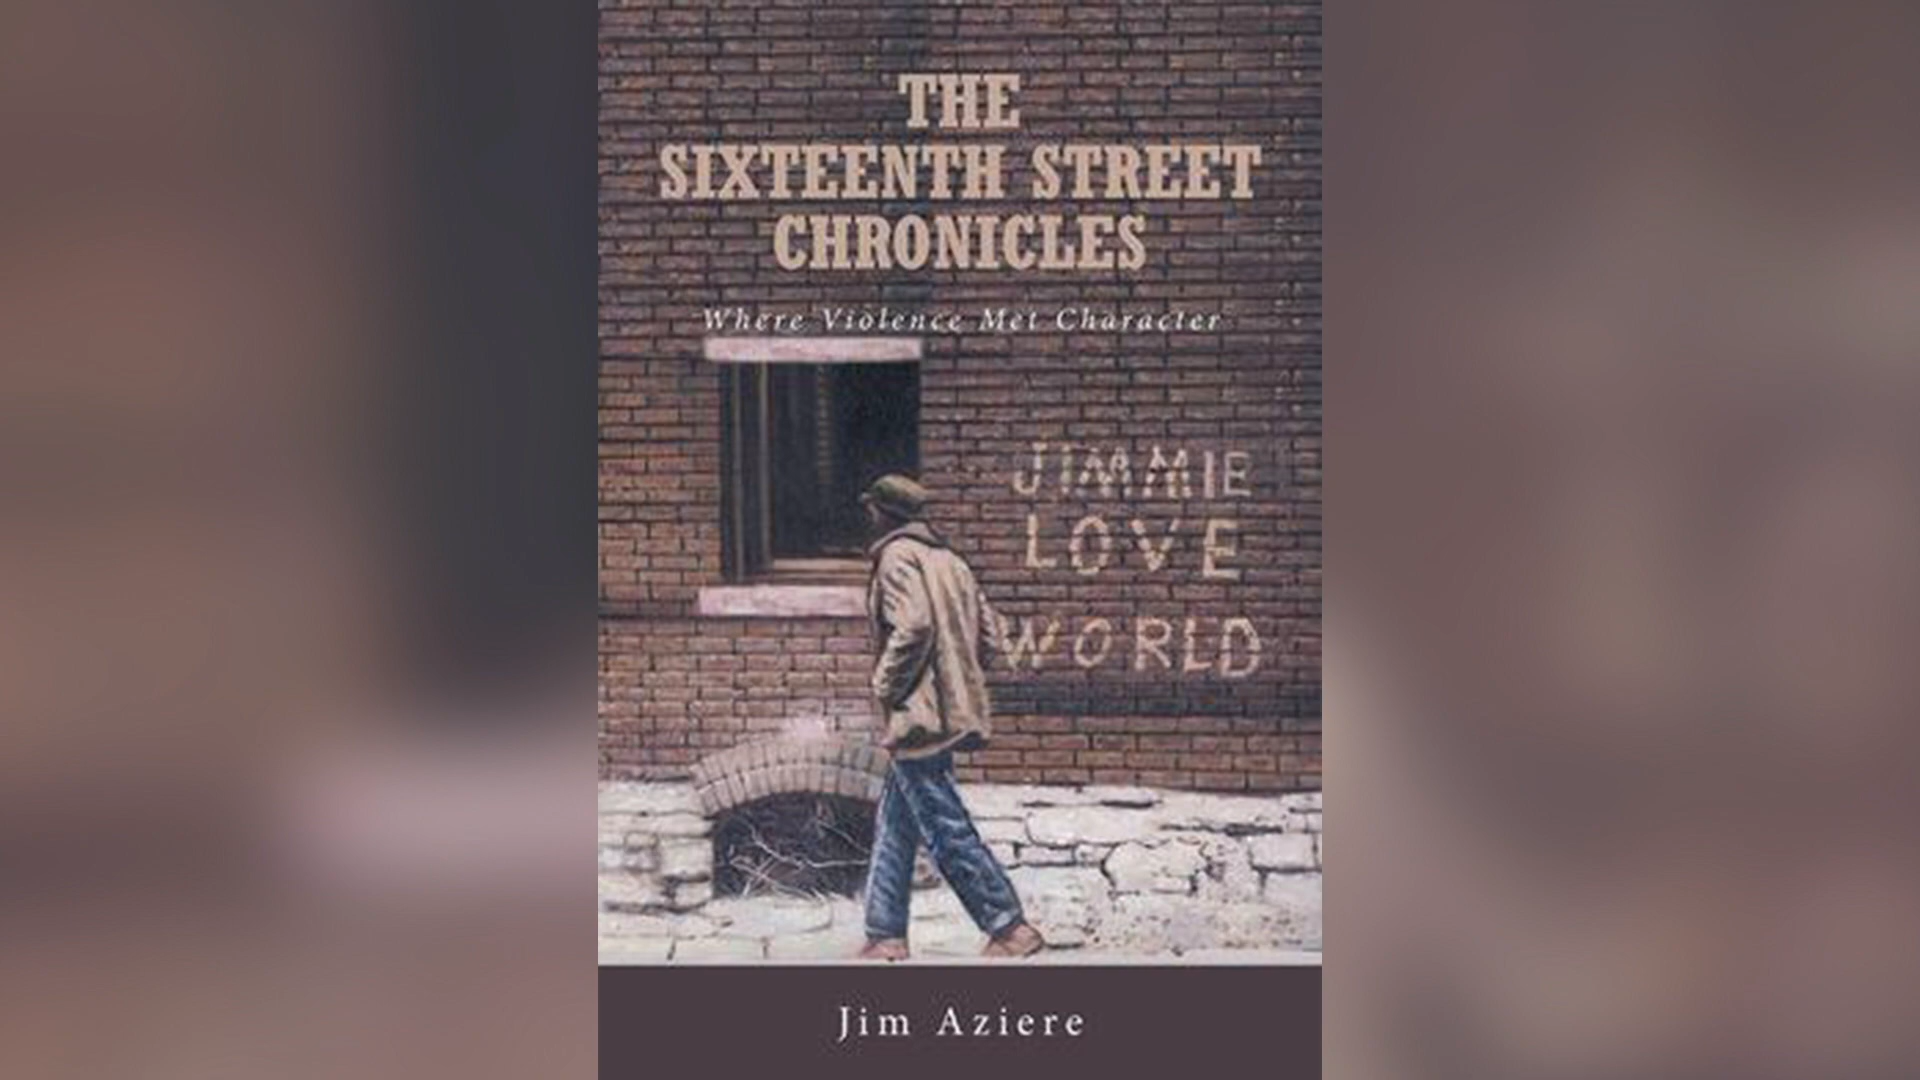 THE
SIXTEENTH STREET
CHRONICLES
Where Violence Met Character
JIMMIE
LOVE
WORLD
Jim Aziere